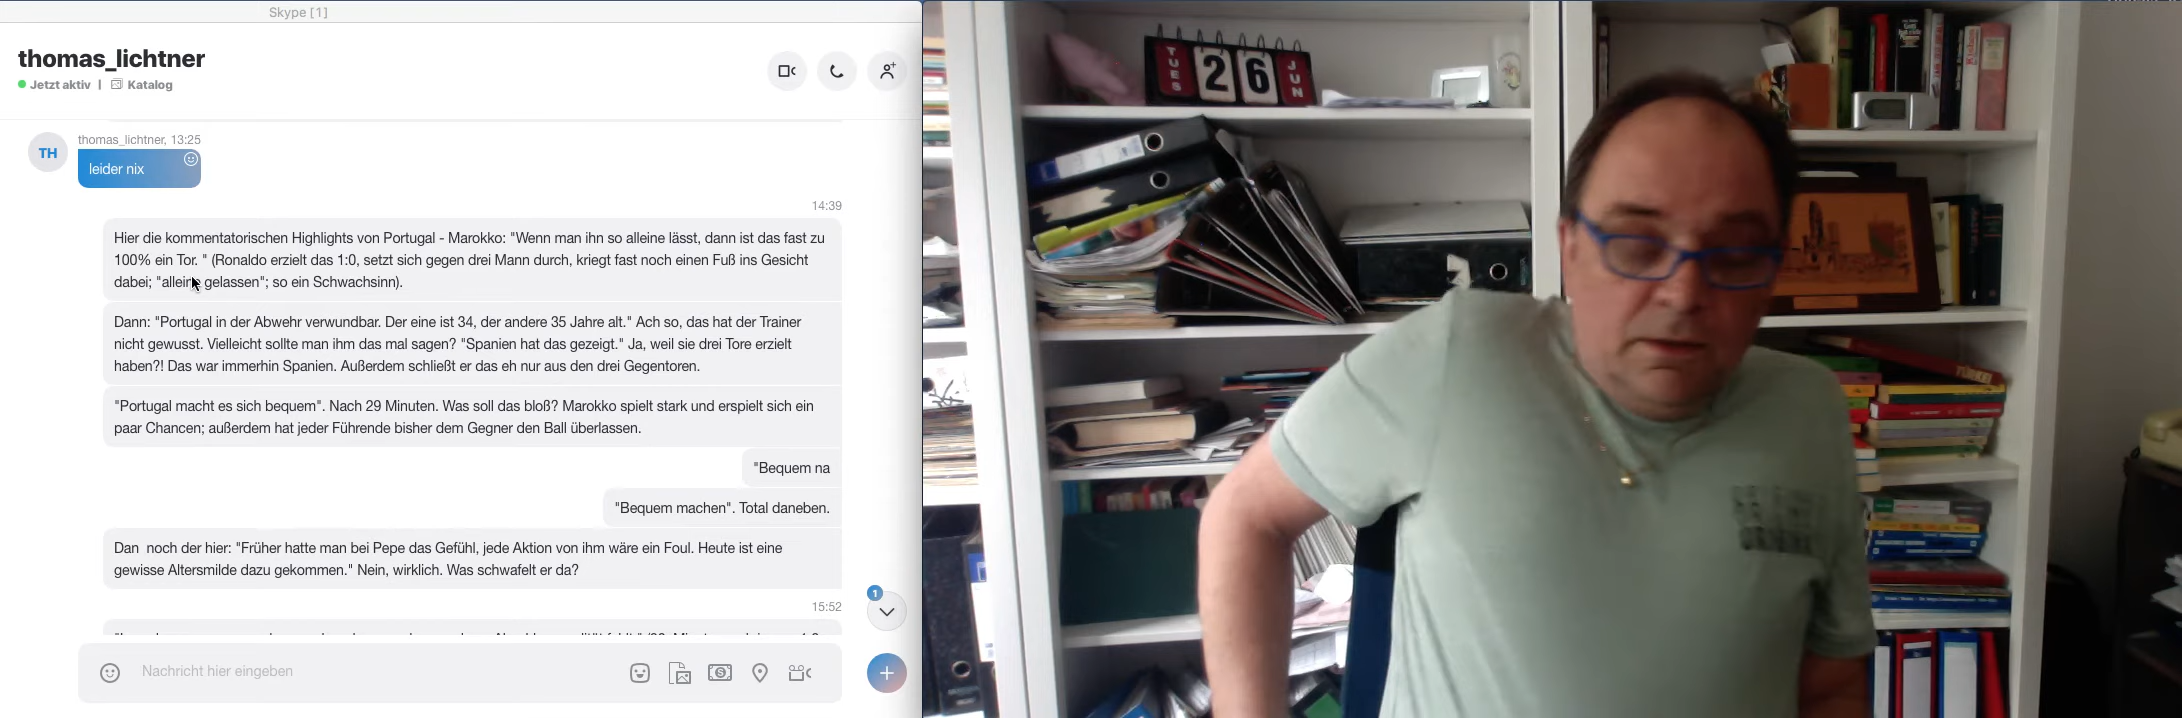 Skype [1]
thomas_lichtner
Jetzt aktiv | Katalog
thomas_lichtner, 13:25
TH
leider nix
14:39
Hier die kommentatorischen Highlights von Portugal - Marokko: "Wenn man ihn so alleine lässt, dann ist das fast zu
100% ein Tor. " (Ronaldo erzielt das 1:0, setzt sich gegen drei Mann durch, kriegt fast noch einen Fuß ins Gesicht
dabei; "alleine gelassen"; so ein Schwachsinn).
Dann: "Portugal in der Abwehr verwundbar. Der eine ist 34, der andere 35 Jahre alt." Ach so, das hat der Trainer
nicht gewusst. Vielleicht sollte man ihm das mal sagen? "Spanien hat das gezeigt." Ja, weil sie drei Tore erzielt
haben?! Das war immerhin Spanien. Außerdem schließt er das eh nur aus den drei Gegentoren.
"Portugal macht es sich bequem". Nach 29 Minuten. Was soll das bloß? Marokko spielt stark und erspielt sich ein
paar Chancen; außerdem hat jeder Führende bisher dem Gegner den Ball überlassen.
"Bequem na
"Bequem machen". Total daneben.
Dan  noch der hier: "Früher hatte man bei Pepe das Gefühl, jede Aktion von ihm wäre ein Foul. Heute ist eine
gewisse Altersmilde dazu gekommen." Nein, wirklich. Was schwafelt er da?
1
15:52
Nachricht hier eingeben
TUES 26 JUN
TÜRKEI